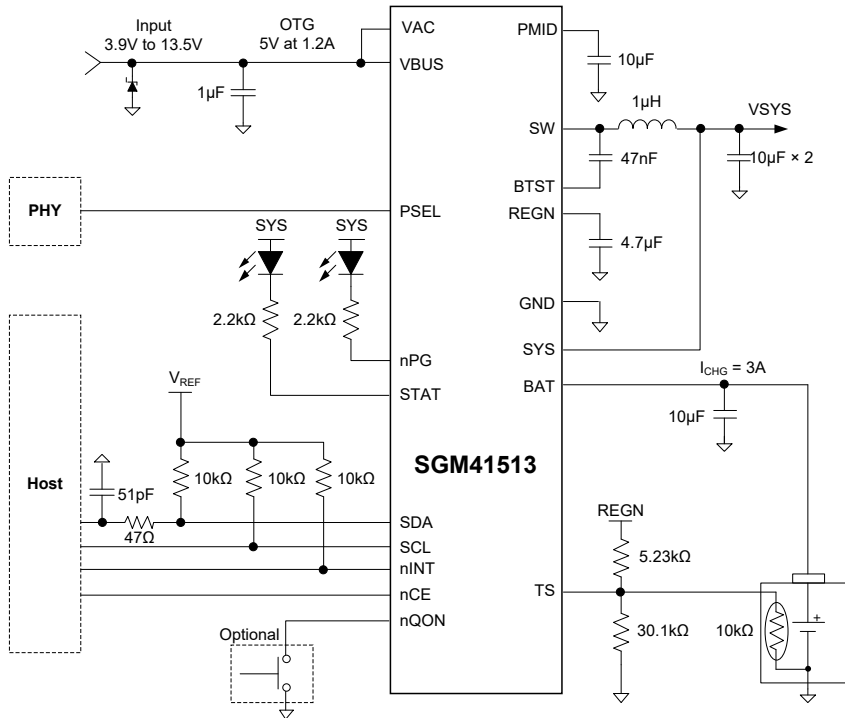 Input
3.9V to 13.5V
OTG
5V at 1.2A
1µF
VAC
VBUS
PMID
10µF
1µH
VSYS
SW
47nF
10µF × 2
BTST
PHY
PSEL
REGN
4.7µF
SYS
SYS
2.2kΩ
2.2kΩ
GND
nPG
SYS
STAT
BAT
I_CHG = 3A
10µF
V_REF
SGM41513
Host
51pF
10kΩ
10kΩ
10kΩ
47Ω
SDA
SCL
nINT
nCE
nQON
REGN
5.23kΩ
TS
30.1kΩ
10kΩ
+
Optional